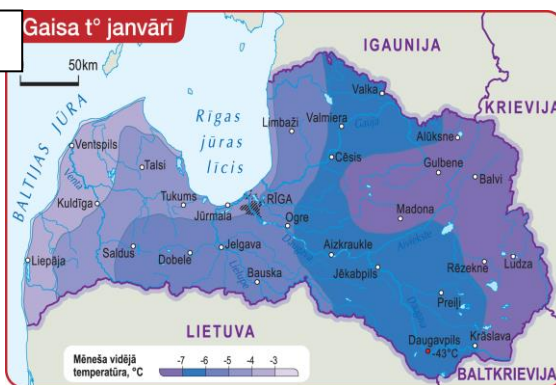 Gaisa t° janvārī
50km
IGAUNIJA
KRIEVIJA
BALTIJAS JŪRA
Rīgas
jūras
līcis
Valka
Valmiera
Limbaži
Gauja
Alūksne
Ventspils
Talsi
Cēsis
Gulbene
Balvi
Venta
Kuldīga
Tukums
Jūrmala
RĪGA
Ogre
Madona
Liepāja
Saldus
Dobele
Jelgava
Daugava
Aizkraukle
Aiviekste
Bauska
Lielupe
Jēkabpils
Rēzekne
Ludza
Preiļi
Daugava
LIETUVA
Daugavpils
-43°C
Krāslava
BALTKRIEVIJA
Mēneša vidējā
temperatūra, °C
-7 -6 -5 -4 -3